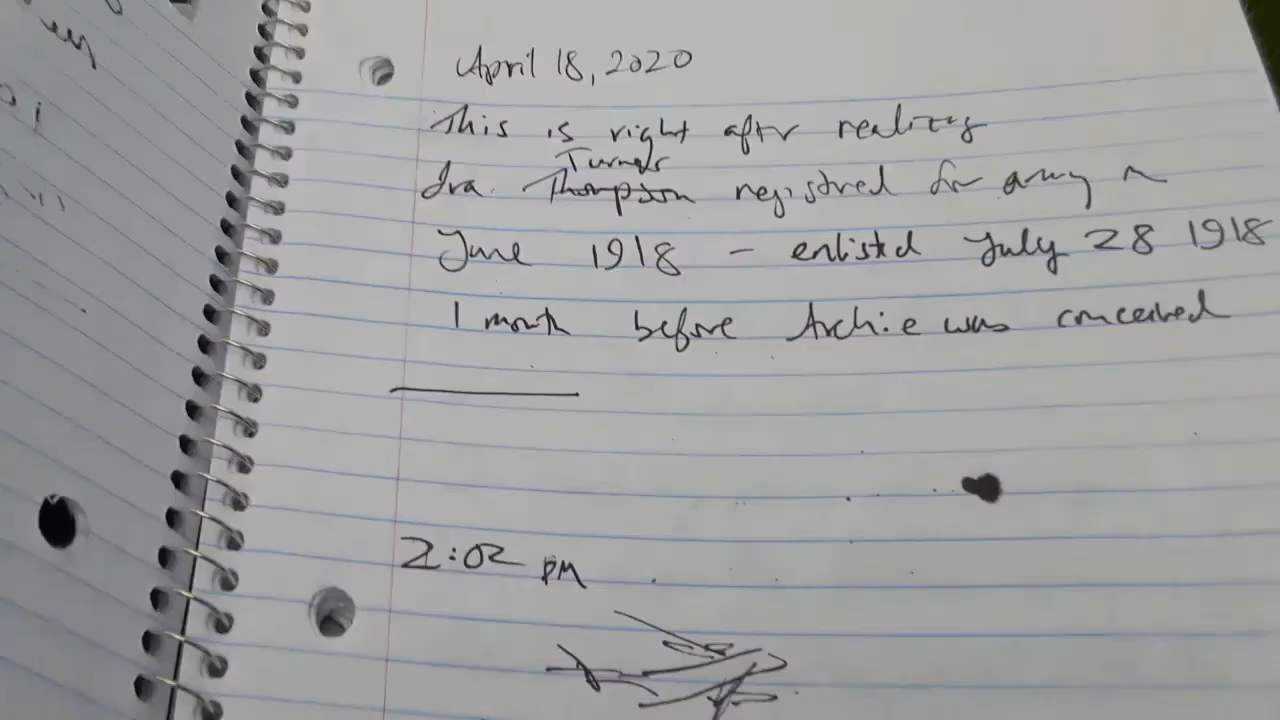 April 18, 2020
This is right after realizing
Turner
Ira Thompson registered for army in
June 1918 - enlisted July 28 1918
1 month before Archie was conceived
2:02 PM